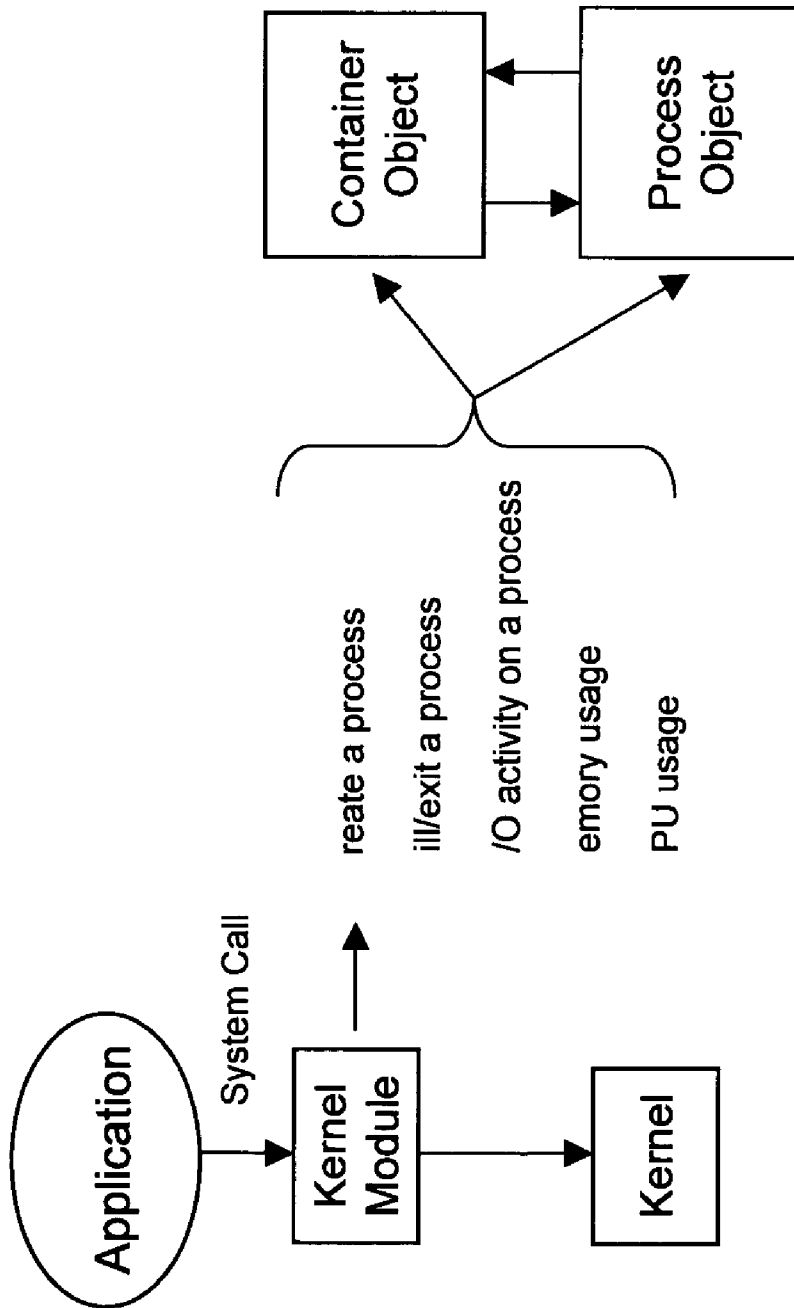 Application
System Call
Kernel
Module
Kernel
reate a process
ill/exit a process
/O activity on a process
emory usage
PU usage
Container
Object
Process
Object